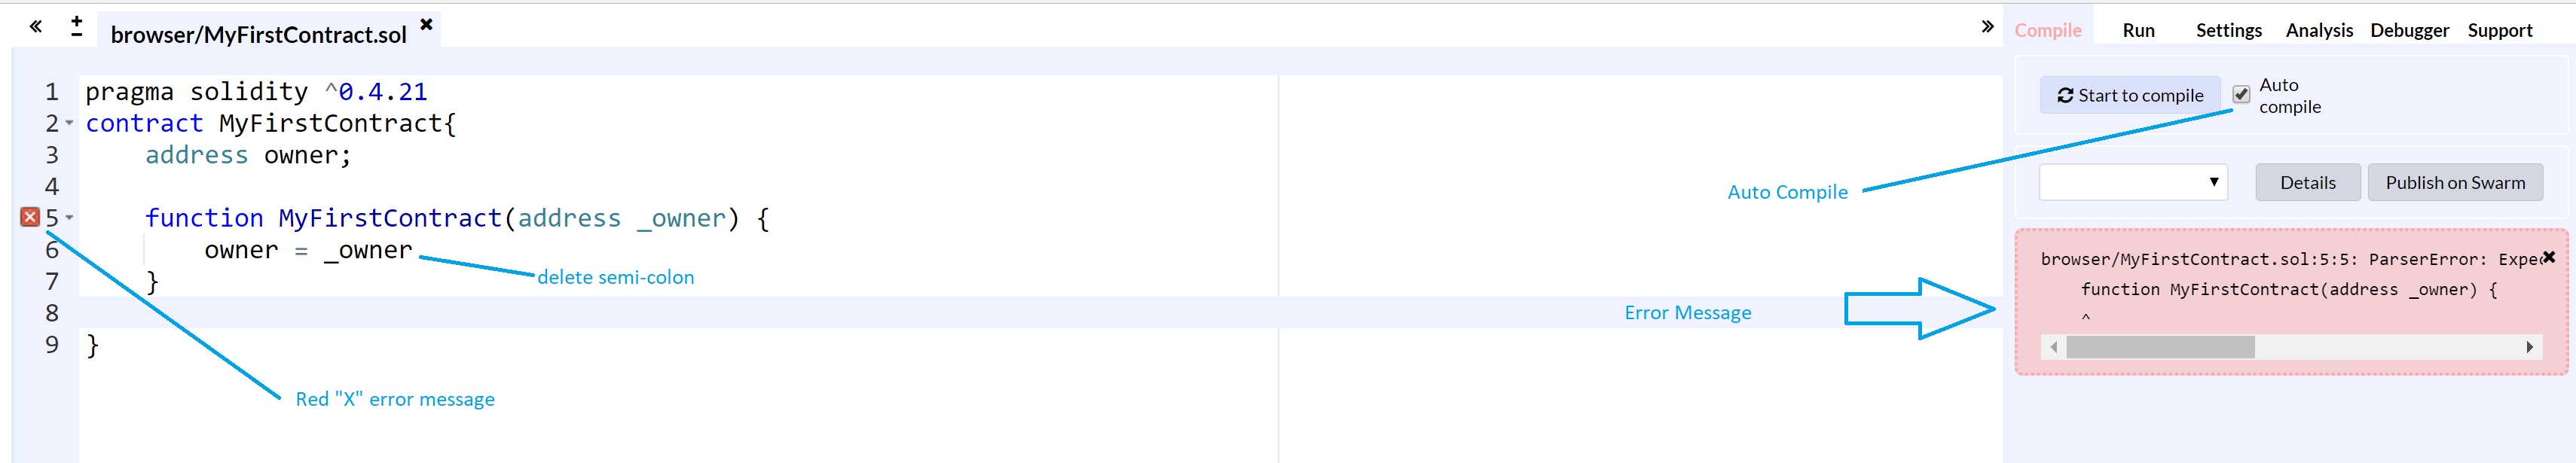 browser/MyFirstContract.sol
Compile Run Settings Analysis Debugger Support
1 pragma solidity ^0.4.21
2 contract MyFirstContract{
3 address owner;
4
5 function MyFirstContract(address _owner) {
6 owner = _owner
7 }
8
9 }
delete semi-colon
Red "X" error message
Auto Compile
Error Message
Start to compile
Auto
compile
Details
Publish on Swarm
browser/MyFirstContract.sol:5:5: ParserError: Expe
function MyFirstContract(address _owner) {
^